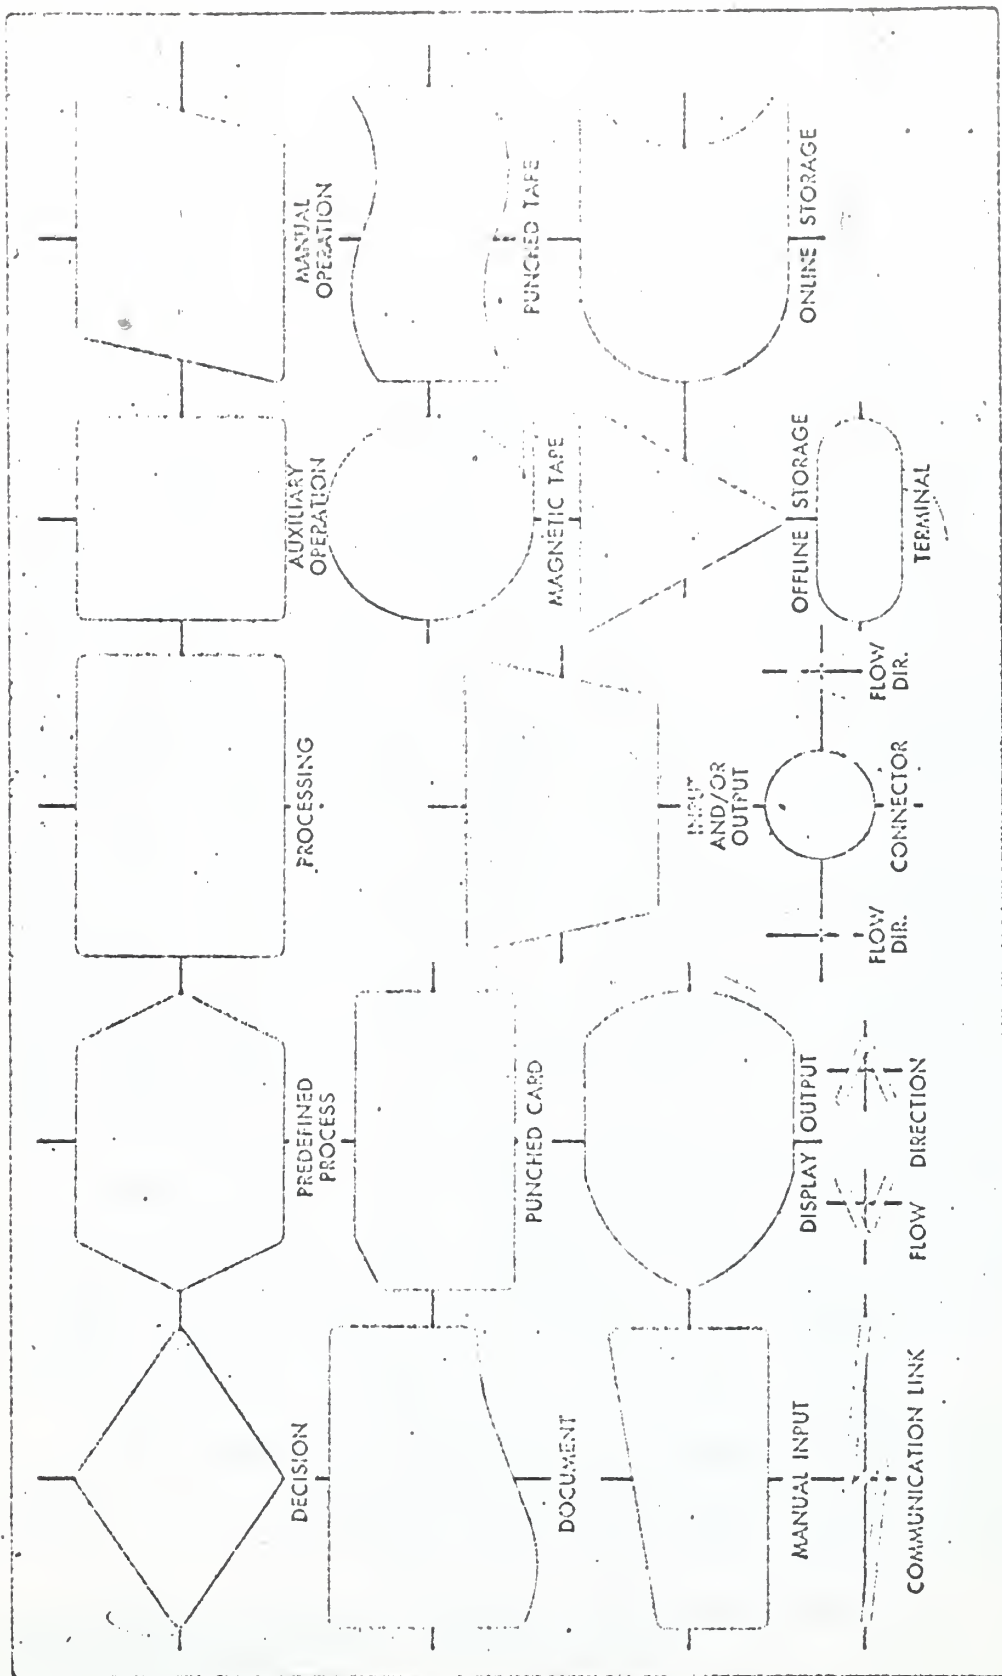 DECISION
PREDEFINED
PROCESS
PROCESSING
AUXILIARY
OPERATION
MANUAL
OPERATION
DOCUMENT
PUNCHED CARD
INPUT
AND/OR
OUTPUT
MAGNETIC TAPE
PUNCHED TAPE
MANUAL INPUT
DISPLAY OUTPUT
OFFLINE STORAGE
ONLINE STORAGE
COMMUNICATION LINK
FLOW DIRECTION
FLOW
DIR.
CONNECTOR
FLOW
DIR.
TERMINAL